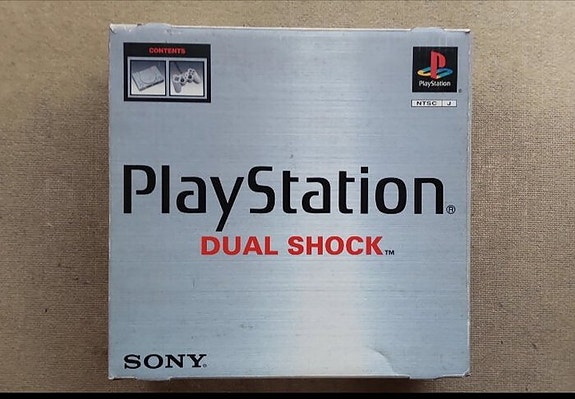 CONTENTS
PlayStation
NTSC J
PlayStation®
DUAL SHOCK™
SONY®